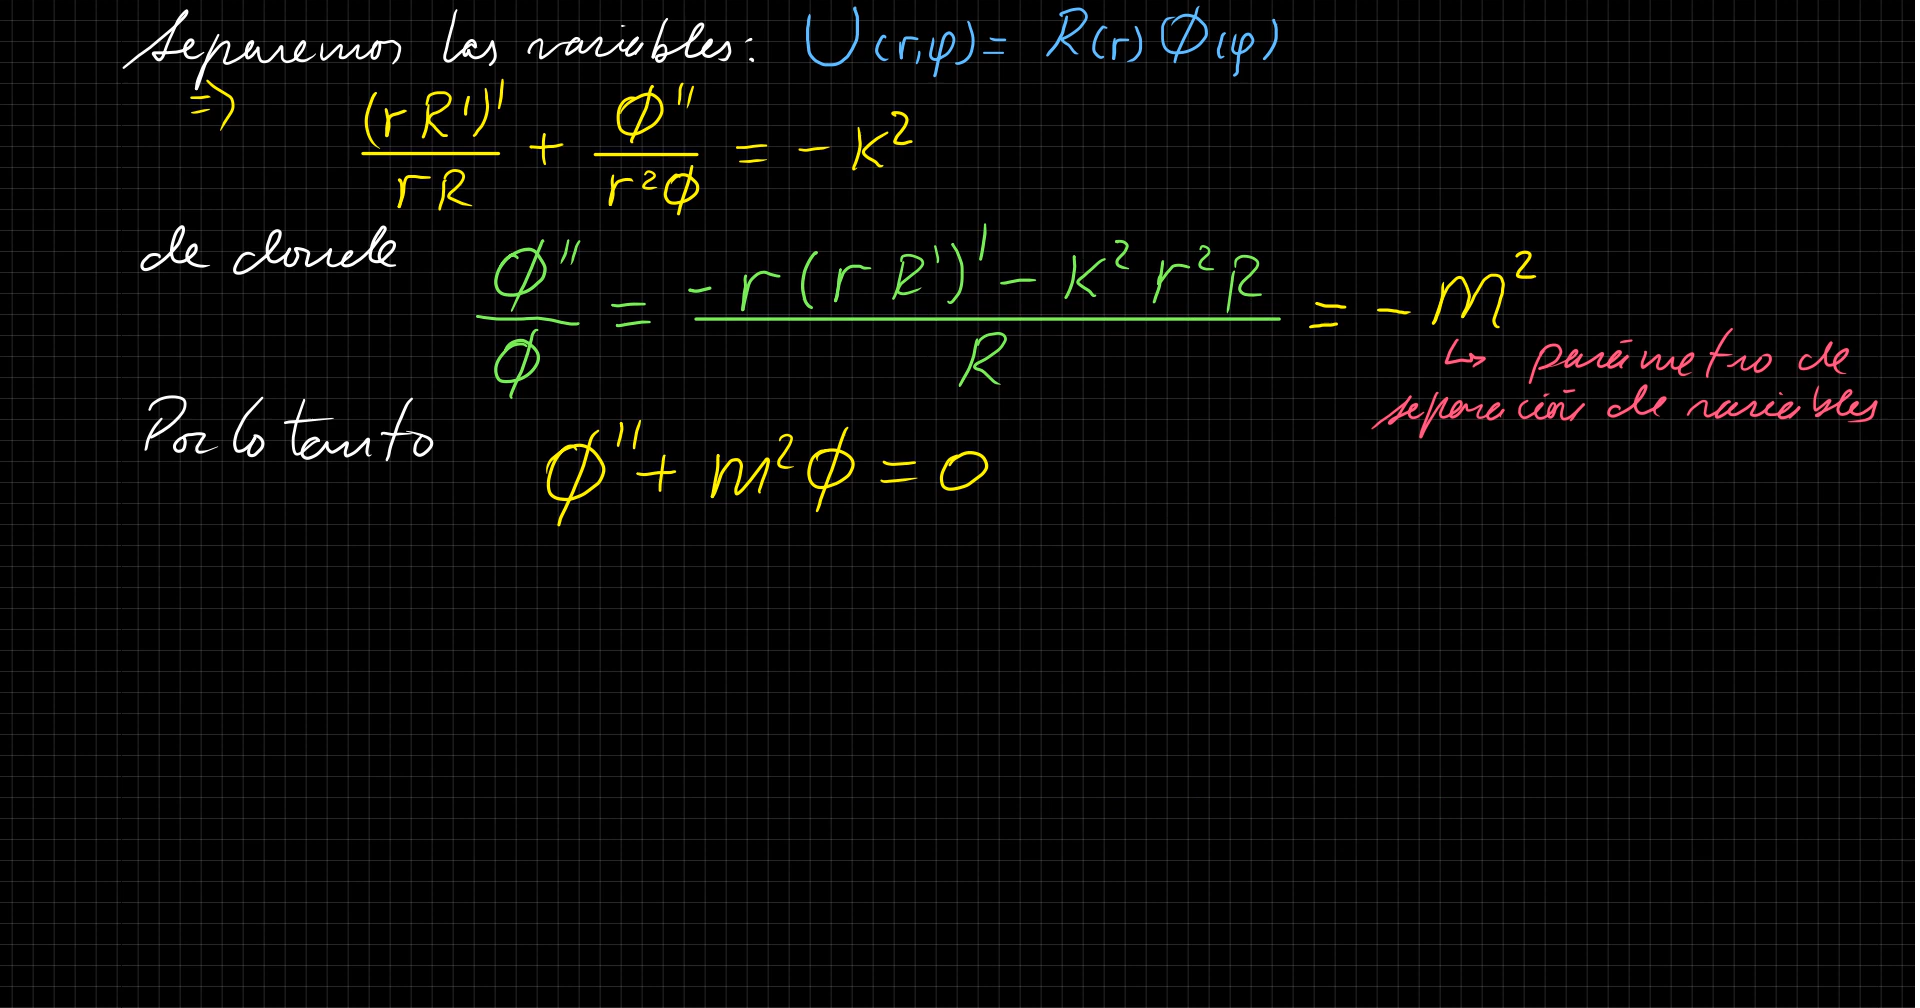 Separemos las variables: U(r,φ)= R(r) Φ(φ)
=> (rR')'/rR + Φ''/r²Φ = -k²
de donde Φ''/Φ = -r(rR')' - k²r²R/R = -m²
↳ parámetro de
separación de variables
Por lo tanto Φ'' + m²Φ = 0